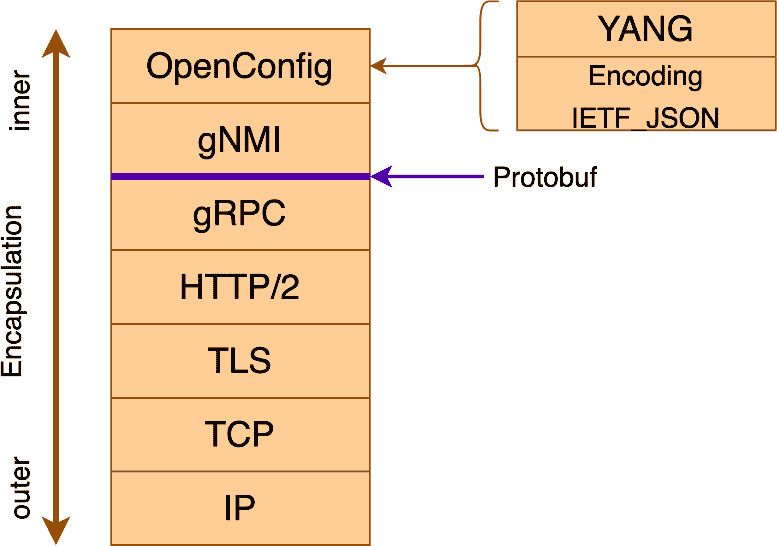 inner
Encapsulation
outer
OpenConfig
gNMI
gRPC
HTTP/2
TLS
TCP
IP
YANG
Encoding
IETF_JSON
Protobuf